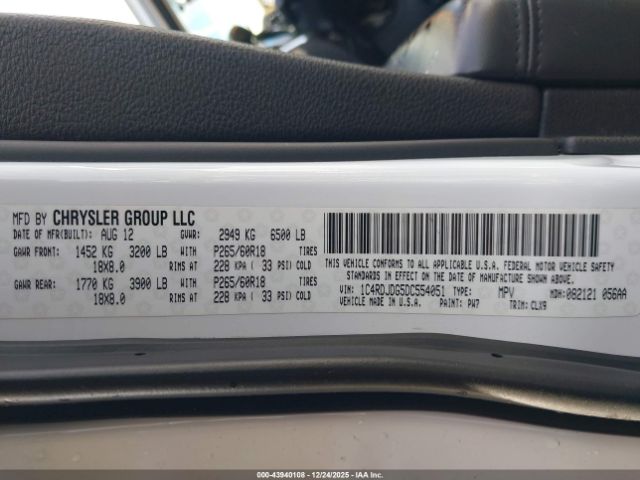 MFD BY CHRYSLER GROUP LLC
DATE OF MFR(BUILT): AUG 12 GVWR: 2949 KG 6500 LB
GAWR FRONT: 1452 KG 3200 LB WITH P265/60R18 TIRES
18X8.0 RIMS AT 228 KPA ( 33 PSI) COLD
GAWR REAR: 1770 KG 3900 LB WITH P265/60R18 TIRES
18X8.0 RIMS AT 228 KPA ( 33 PSI) COLD
THIS VEHICLE CONFORMS TO ALL APPLICABLE U.S.A. FEDERAL MOTOR VEHICLE SAFETY
STANDARDS IN EFFECT ON THE DATE OF MANUFACTURE SHOWN ABOVE.
VIN: 1C4RDJDG5DC554051 TYPE: MPV MDH: 082121 056AA
VEHICLE MADE IN U.S.A. PAINT: PW7 TRIM: CLX9
000-43940108 - 12/24/2025 - IAAI.COM